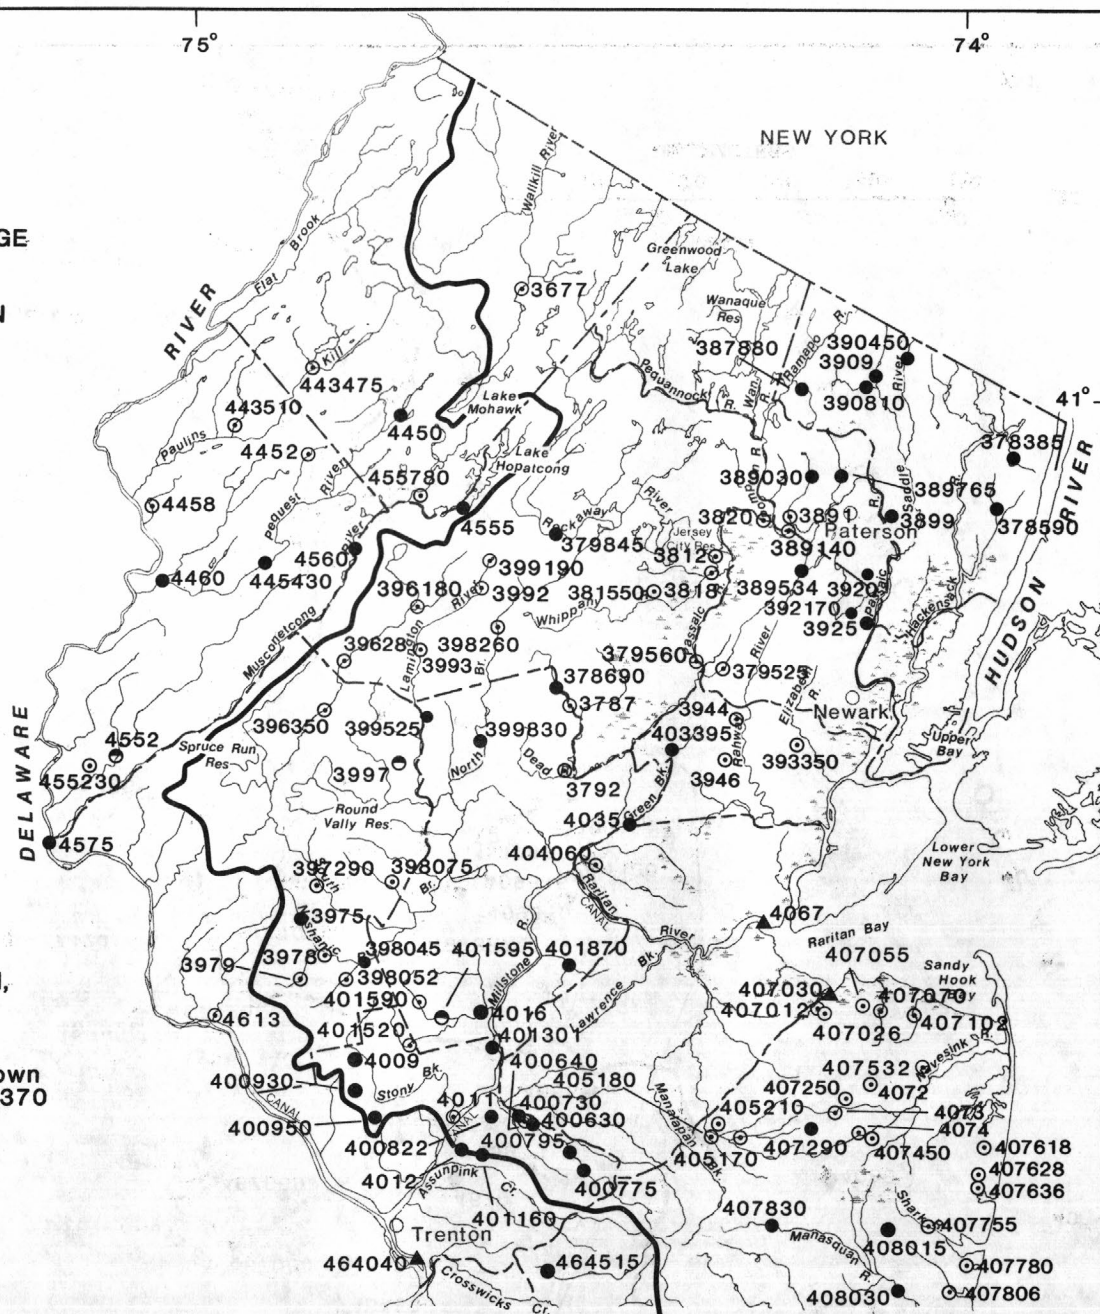 75°
74°
NEW YORK
GE
N
RIVER
Flat Brook
Wallkill River
Greenwood
Lake
Wanaque
Res
3677
387880
Ramapo R.
390450
3909
River
390810
Kill
443475
Pequannock R.
Wan. R.
41°
Lake
Mohawk
443510
Paulins
4452
4450
378385
RIVER
Lake
Hopatcong
Pequest River
455780
389030
389765
Saddle R.
4458
4555
Rockaway River
3820
3891
Paterson
3899
378590
379845
Jersey
City Res
389140
4560
River
3812
399190
4460
445430
396180
River
3992
381550
3818
389534
3920
Passaic
Hackensack
HUDSON
392170
3925
Whippany
Musconetcong
39628
Lamington
398260
3993
Br.
Passaic
379560
379525
River
378690
3787
Elizabeth
R.
Newark
396350
399525
399830
3944
403395
Rahway
DELAWARE
4552
Spruce Run
Res
455230
3997
North
Dead
3792
3946
393350
Upper
Bay
Green Bk.
4035
Round
Vally Res
4575
397290
398075
Br.
404060
Raritan
CANAL
River
Lower
New York
Bay
3975
4067
Raritan Bay
407055
3978
398045
401595
401870
3979
398052
401590
Millstone R.
Bk.
Sandy
Hook
Bay
407030
407070
407012
407026
407102
4613
4016
Lawrence
401520
401301
n,
own
370
4009
400640
Navesink R.
407532
4072
400930
Stony Bk.
405180
407250
4011
400730
Manalapan Bk.
405210
4073
CANAL
400630
4074
400950
400795
407290
407618
400822
405170
407450
407628
4012
Assunpink Cr.
400775
407636
401160
407830
Shark R.
407755
Trenton
Manasquan R.
408015
464040
464515
407780
Crosswicks Cr.
408030
407806